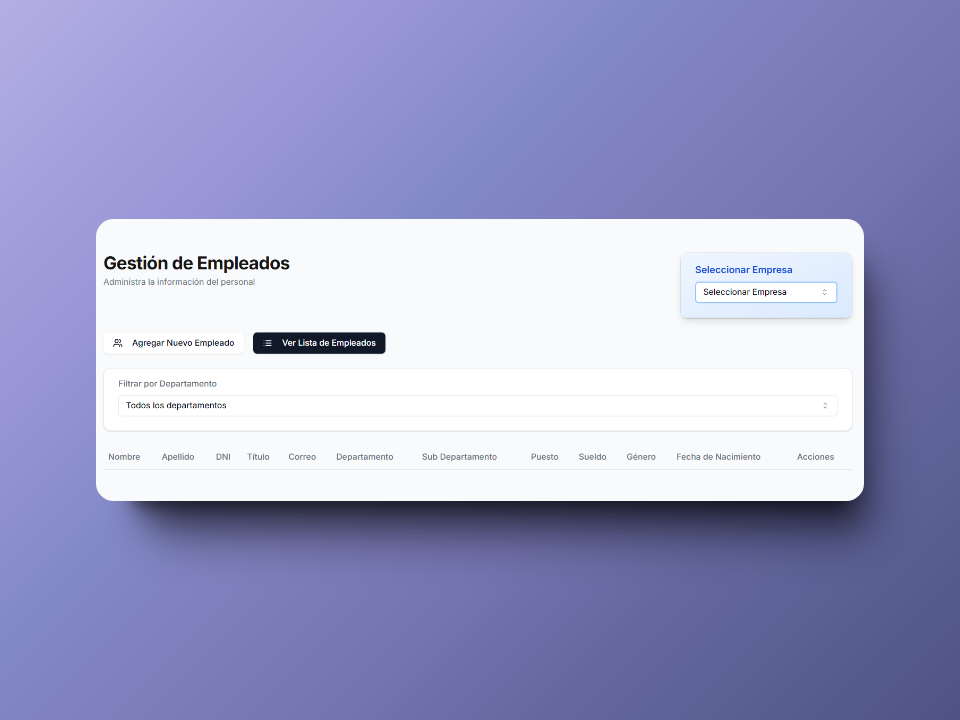 Gestión de Empleados
Administra la información del personal
Seleccionar Empresa
Seleccionar Empresa
Agregar Nuevo Empleado
Ver Lista de Empleados
Filtrar por Departamento
Todos los departamentos
Nombre Apellido DNI Título Correo Departamento Sub Departamento Puesto Sueldo Género Fecha de Nacimiento Acciones